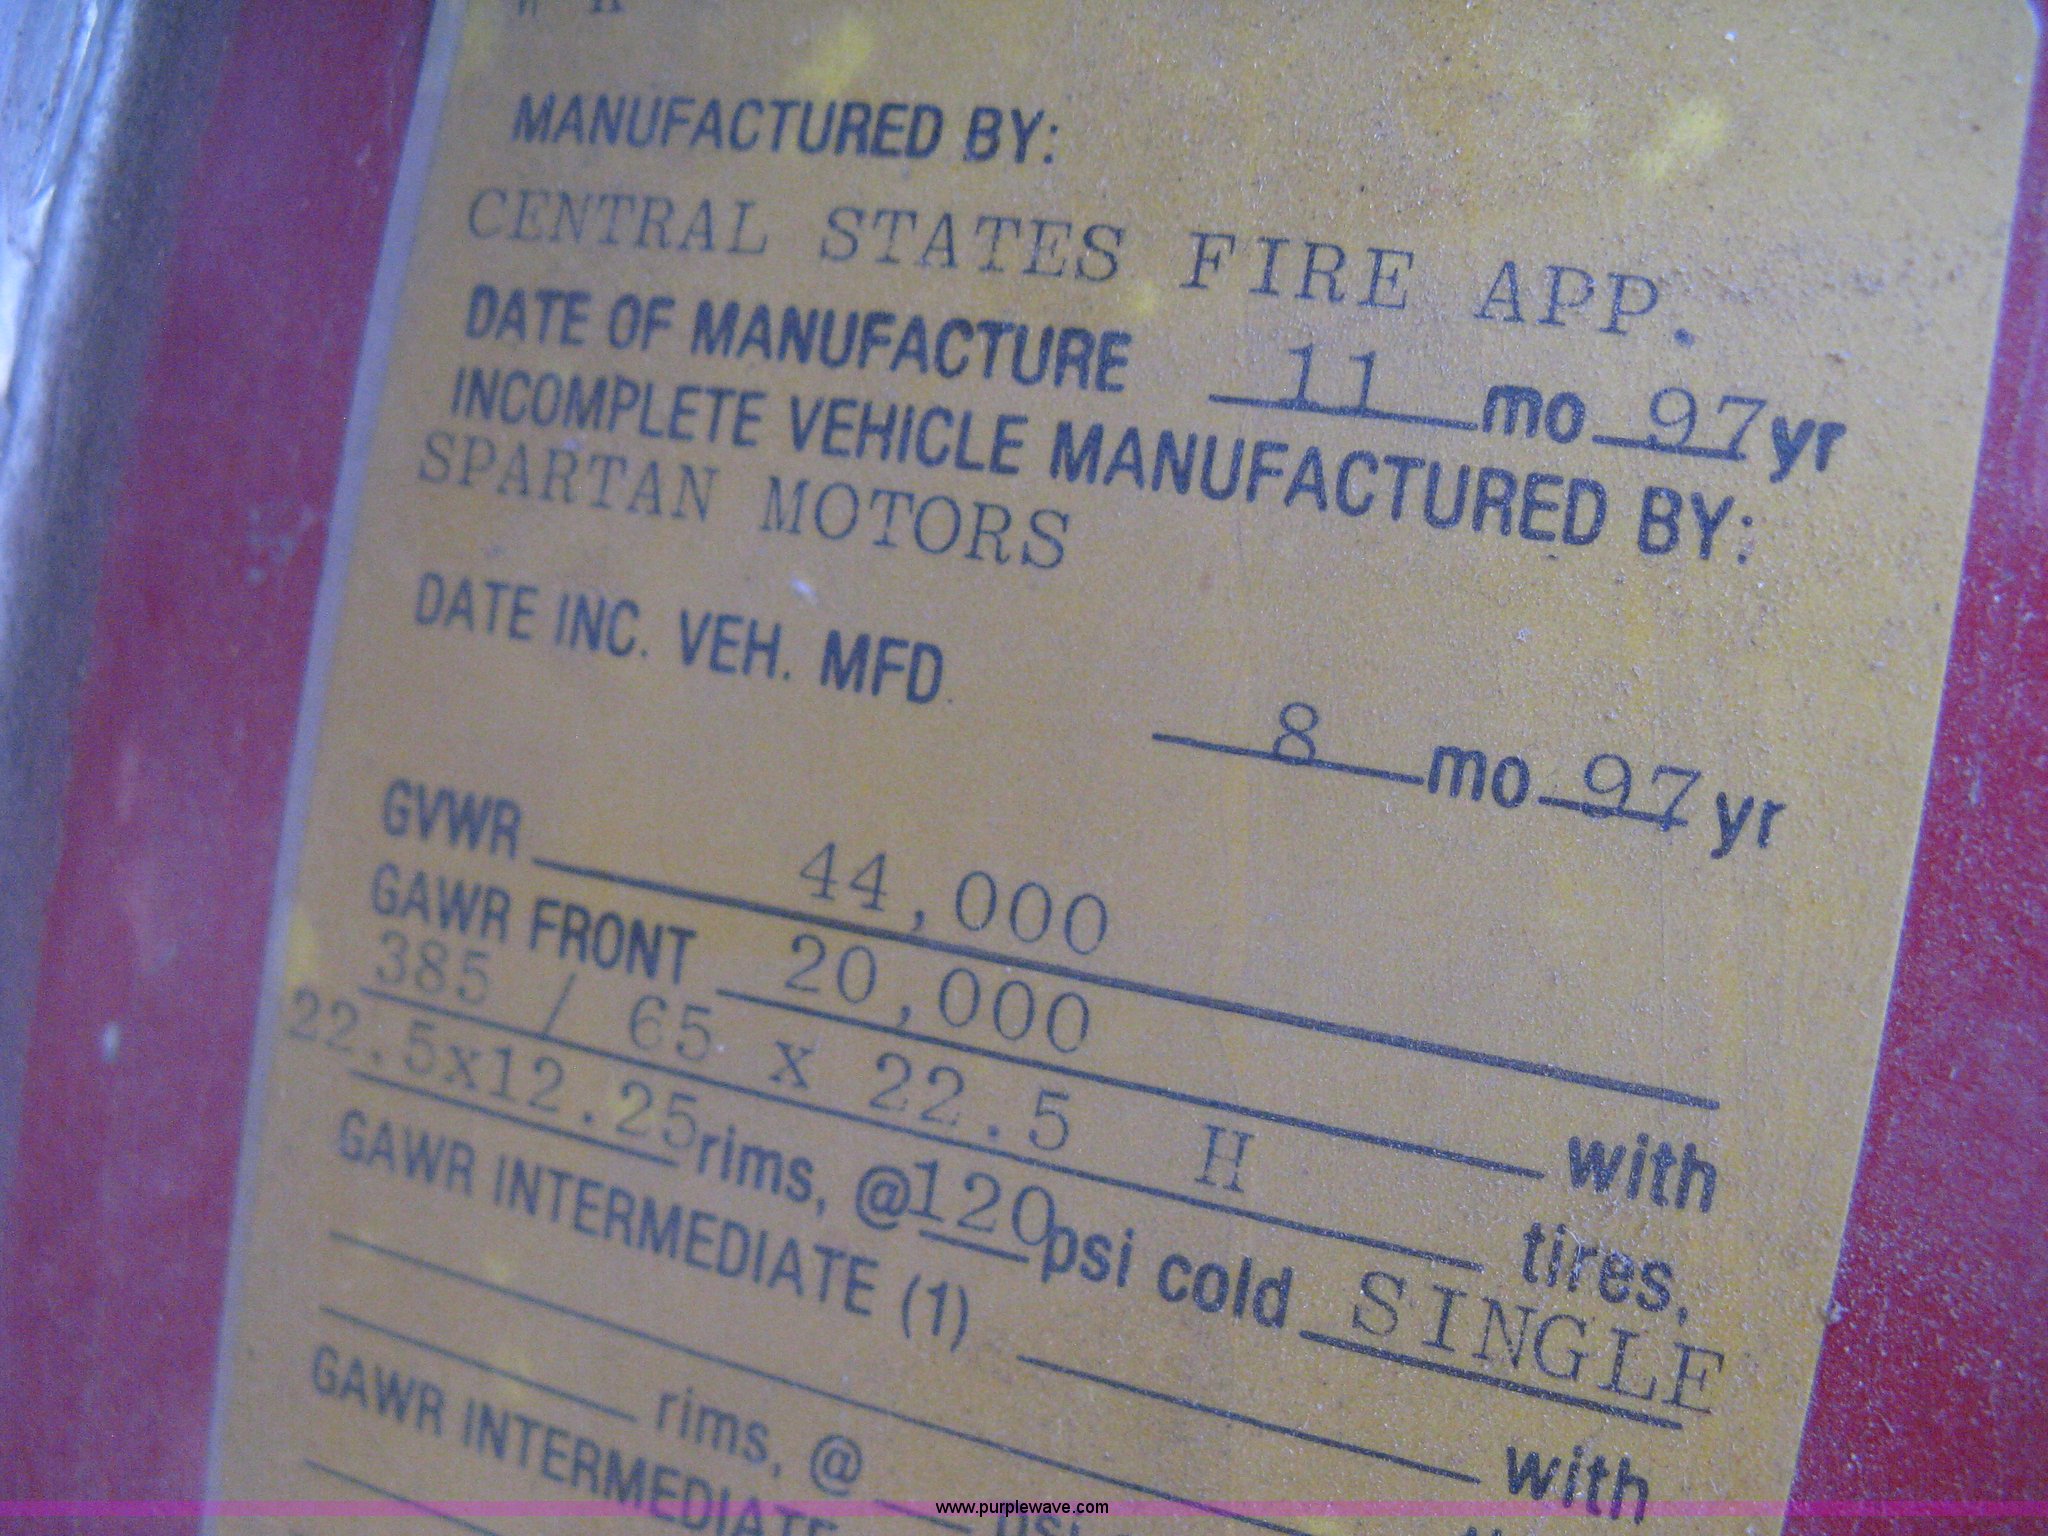 MANUFACTURED BY:
CENTRAL STATES FIRE APP.
DATE OF MANUFACTURE 11 mo 97 yr
INCOMPLETE VEHICLE MANUFACTURED BY:
SPARTAN MOTORS
DATE INC. VEH. MFD.
8 mo 97 yr
GVWR 44,000
GAWR FRONT 20,000 with
385 / 65 x 22.5 H tires,
22.5x12.25 rims, @ 120 psi cold SINGLE
GAWR INTERMEDIATE (1) with
rims, @ psi
GAWR INTERMEDIATE
www.purplewave.com